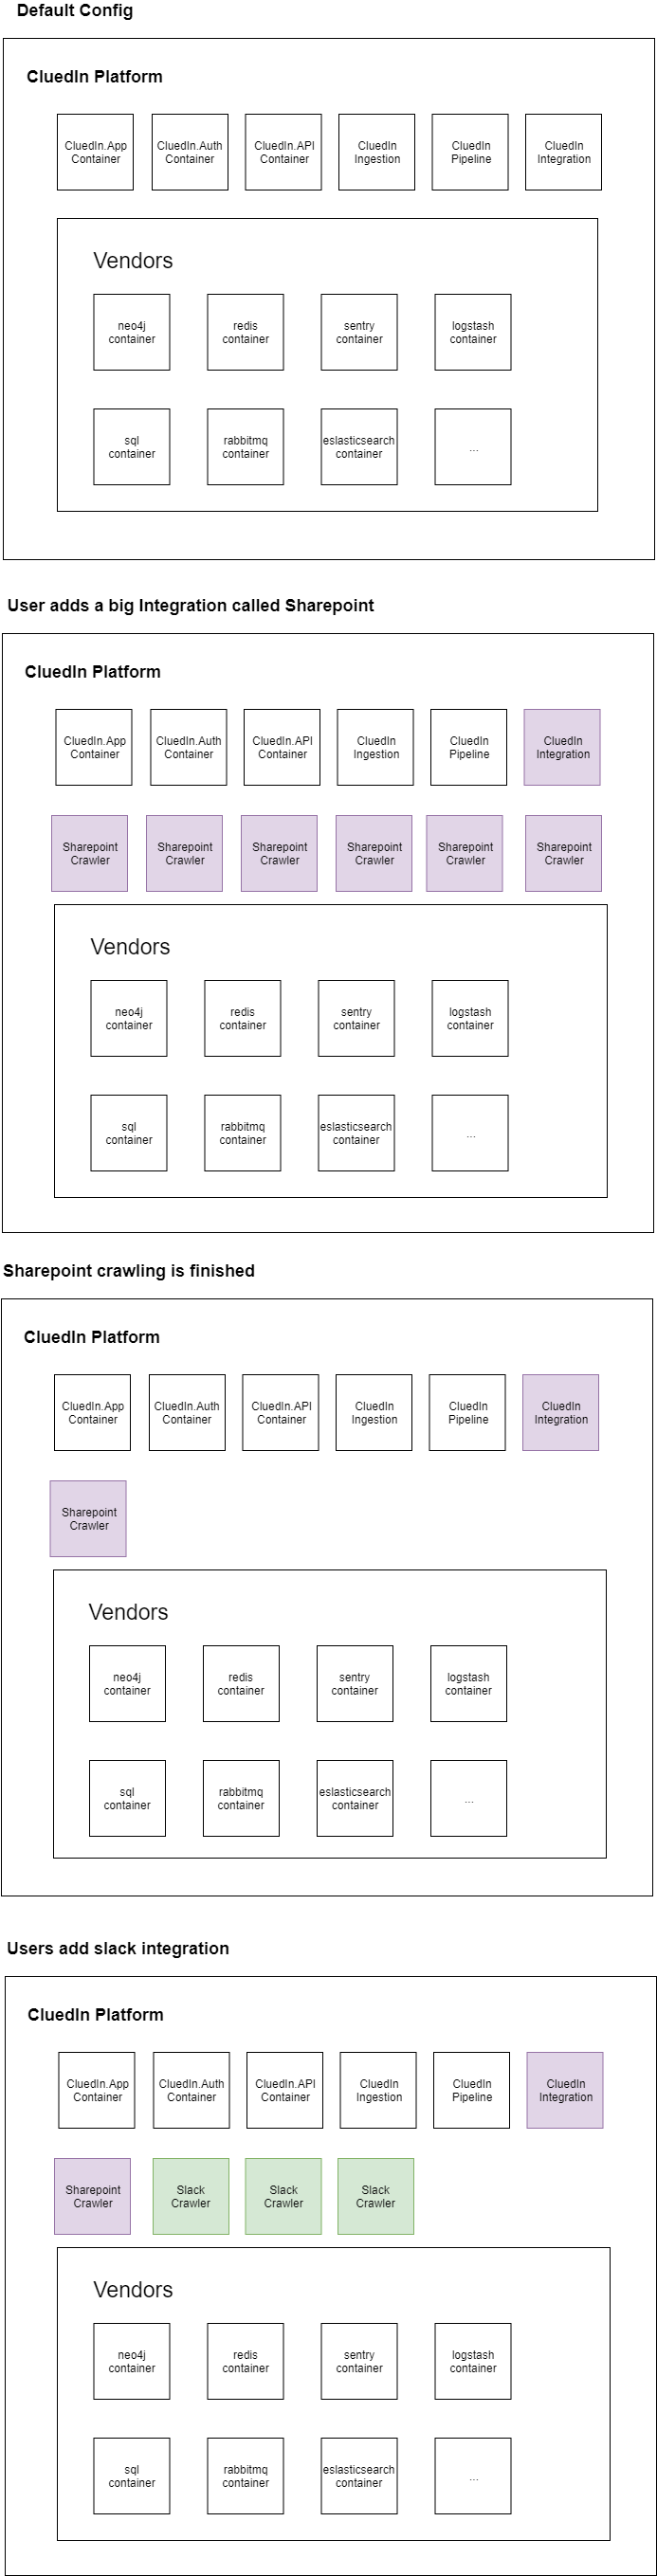 Default Config
CluedIn Platform
CluedIn.App
Container
CluedIn.Auth
Container
CluedIn.API
Container
CluedIn
Ingestion
CluedIn
Pipeline
CluedIn
Integration
Vendors
neo4j
container
redis
container
sentry
container
logstash
container
sql
container
rabbitmq
container
eslasticsearch
container
...
User adds a big Integration called Sharepoint
CluedIn Platform
CluedIn.App
Container
CluedIn.Auth
Container
CluedIn.API
Container
CluedIn
Ingestion
CluedIn
Pipeline
CluedIn
Integration
Sharepoint
Crawler
Sharepoint
Crawler
Sharepoint
Crawler
Sharepoint
Crawler
Sharepoint
Crawler
Sharepoint
Crawler
Vendors
neo4j
container
redis
container
sentry
container
logstash
container
sql
container
rabbitmq
container
eslasticsearch
container
...
Sharepoint crawling is finished
CluedIn Platform
CluedIn.App
Container
CluedIn.Auth
Container
CluedIn.API
Container
CluedIn
Ingestion
CluedIn
Pipeline
CluedIn
Integration
Sharepoint
Crawler
Vendors
neo4j
container
redis
container
sentry
container
logstash
container
sql
container
rabbitmq
container
eslasticsearch
container
...
Users add slack integration
CluedIn Platform
CluedIn.App
Container
CluedIn.Auth
Container
CluedIn.API
Container
CluedIn
Ingestion
CluedIn
Pipeline
CluedIn
Integration
Sharepoint
Crawler
Slack
Crawler
Slack
Crawler
Slack
Crawler
Vendors
neo4j
container
redis
container
sentry
container
logstash
container
sql
container
rabbitmq
container
eslasticsearch
container
...